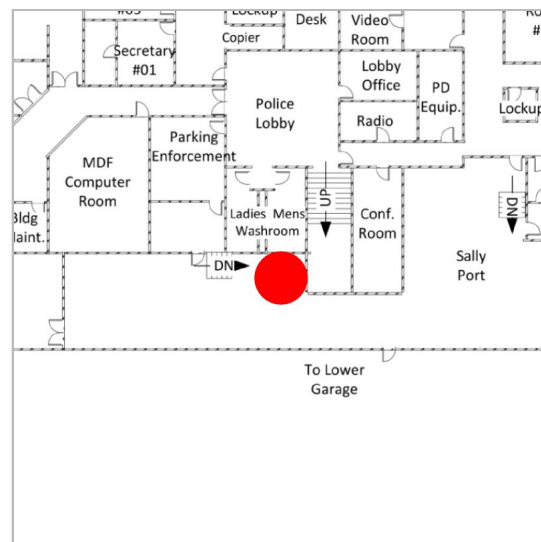 Lockup
Desk
Video
Room
Copier
Secretary
#01
Lobby
Office
PD
Equip.
Lockup
Police
Lobby
Radio
Parking
Enforcement
MDF
Computer
Room
UP
DN
Ladies Mens
Washroom
Conf.
Room
Bldg
Maint.
DN
Sally
Port
To Lower
Garage